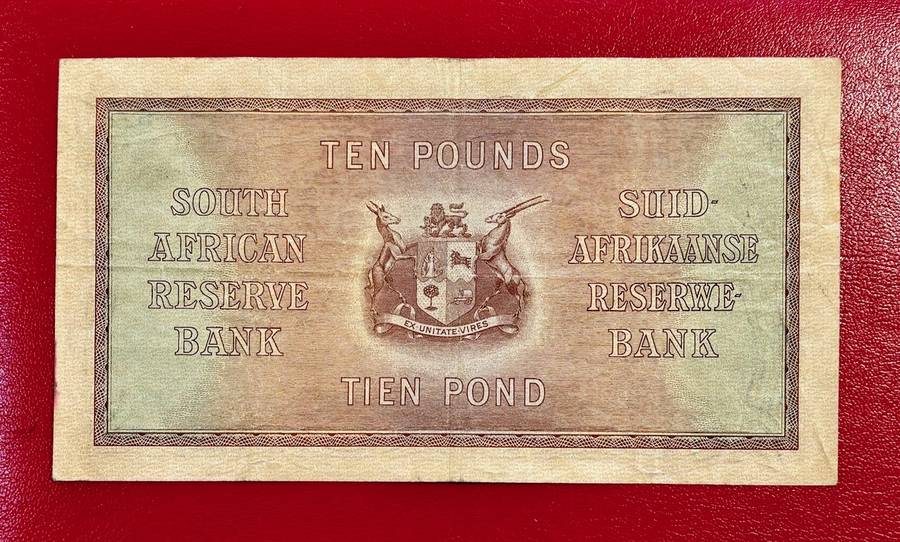 TEN POUNDS
SOUTH
AFRICAN
RESERVE
BANK
SUID-
AFRIKAANSE
RESERWE-
BANK
EX·UNITATE·VIRES
TIEN POND